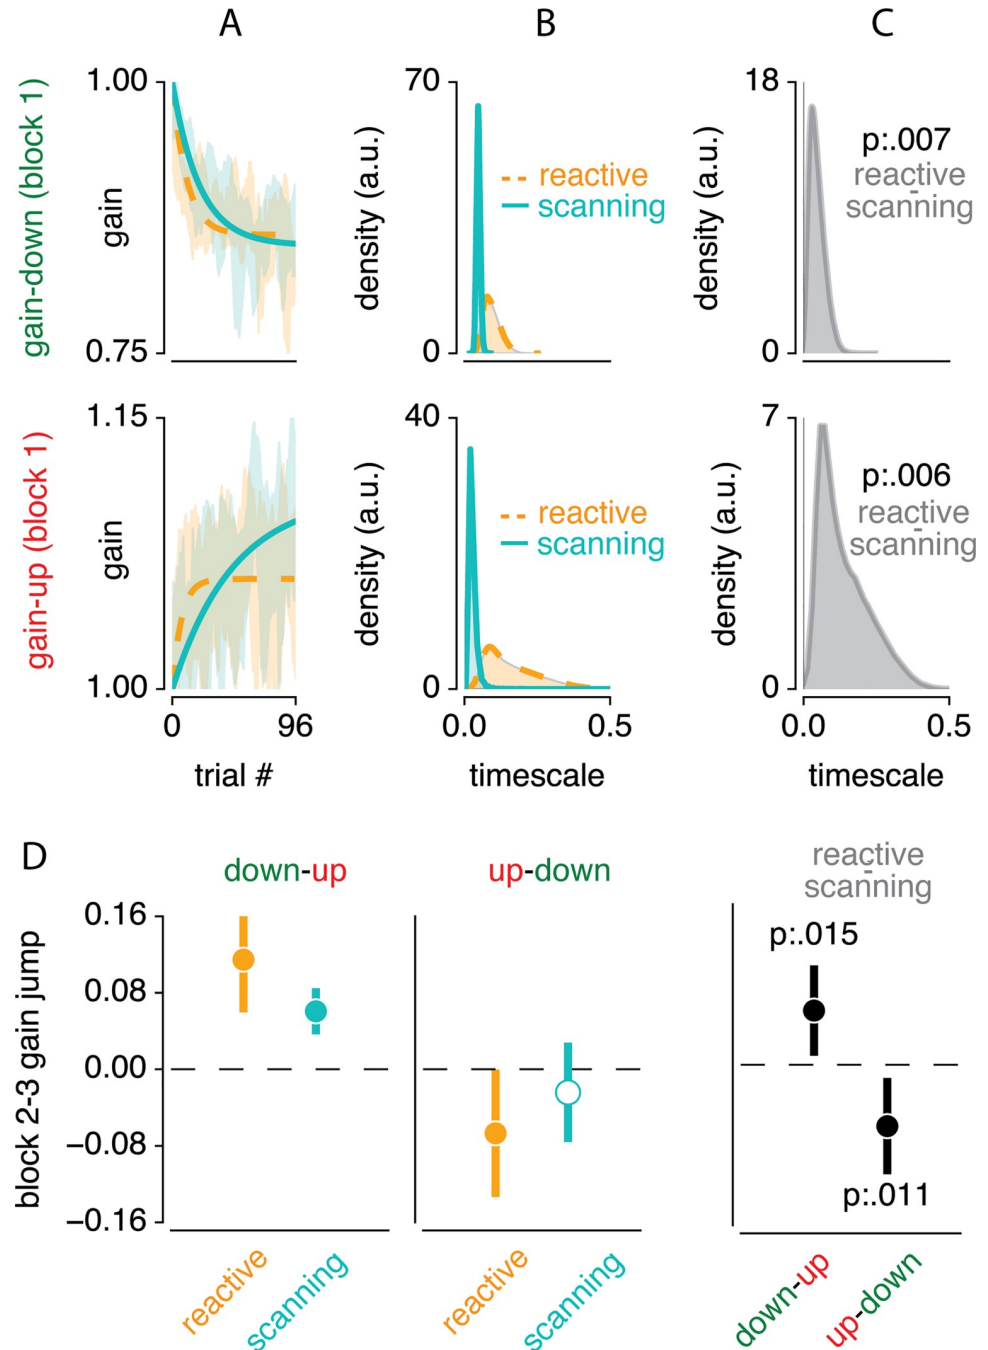 A
B
C
gain-down (block 1)
gain
1.00
0.75
density (a.u.)
70
0
reactive
scanning
density (a.u.)
18
0
p:.007
reactive
-
scanning
gain-up (block 1)
gain
1.15
1.00
0
96
trial #
density (a.u.)
40
0
reactive
scanning
0.0
0.5
timescale
density (a.u.)
7
0
p:.006
reactive
-
scanning
0.0
0.5
timescale
D
block 2-3 gain jump
down-up
0.16
0.08
0.00
−0.08
−0.16
reactive
scanning
up-down
reactive
scanning
reactive
-
scanning
p:.015
p:.011
down-up
up-down